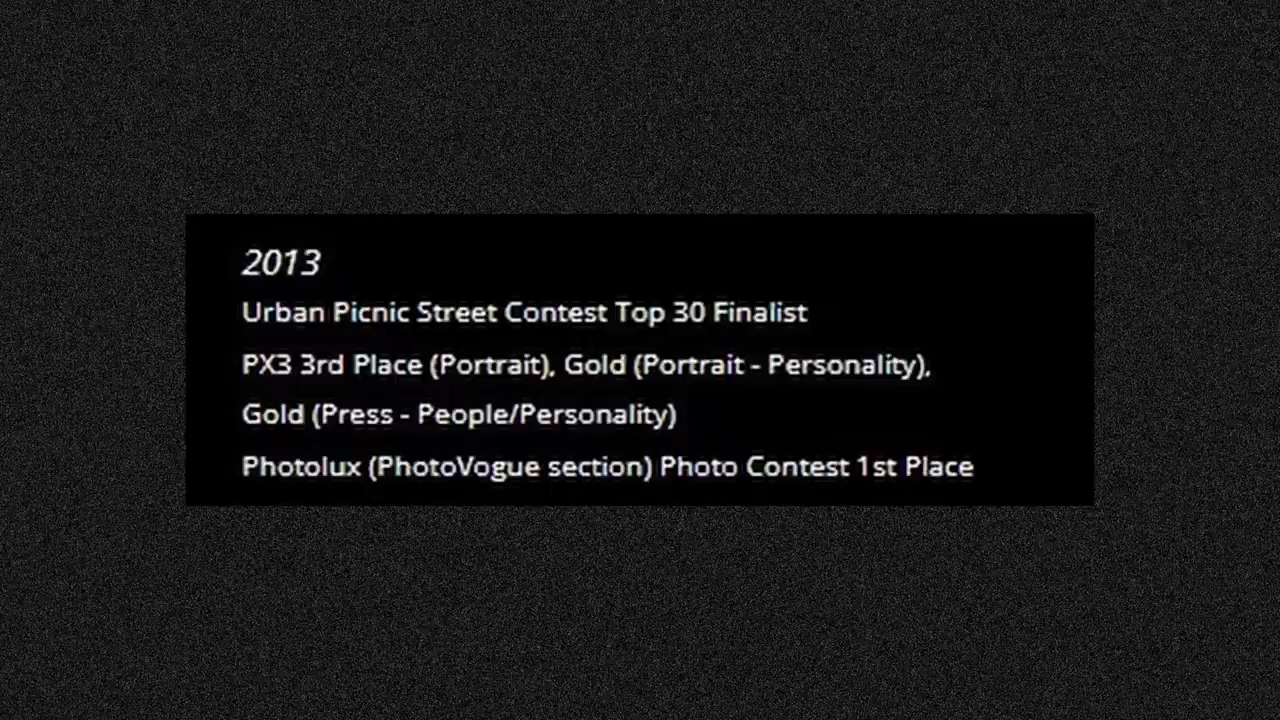 2013
Urban Picnic Street Contest Top 30 Finalist
PX3 3rd Place (Portrait), Gold (Portrait - Personality),
Gold (Press - People/Personality)
Photolux (PhotoVogue section) Photo Contest 1st Place